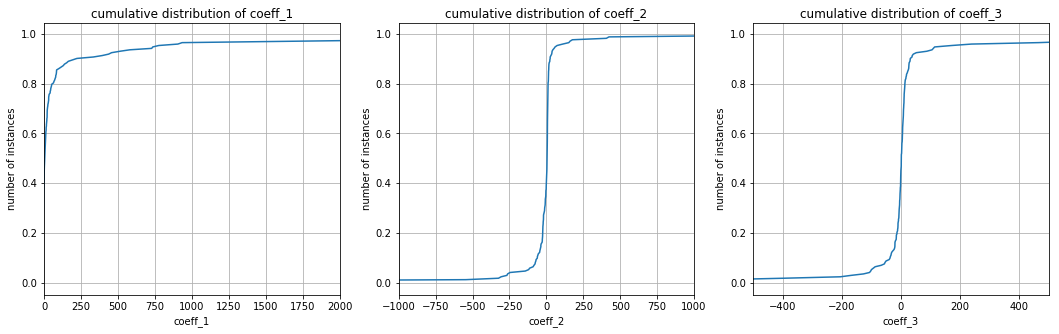 cumulative distribution of coeff_1
number of instances
1.0
0.8
0.6
0.4
0.2
0.0
0 250 500 750 1000 1250 1500 1750 2000
coeff_1
cumulative distribution of coeff_2
number of instances
1.0
0.8
0.6
0.4
0.2
0.0
−1000 −750 −500 −250 0 250 500 750 1000
coeff_2
cumulative distribution of coeff_3
number of instances
1.0
0.8
0.6
0.4
0.2
0.0
−400 −200 0 200 400
coeff_3